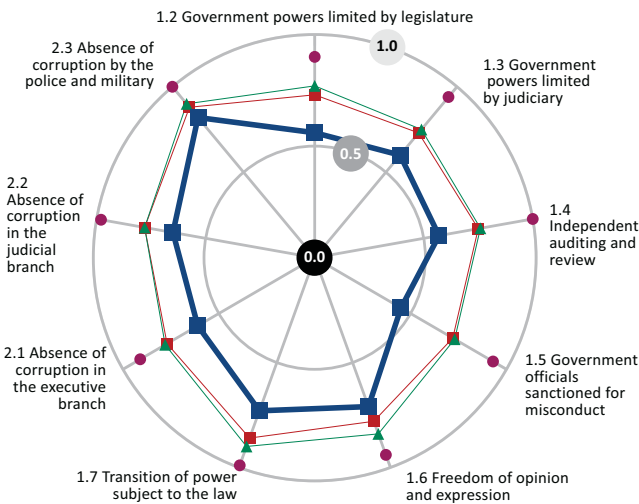 1.2 Government powers limited by legislature
1.0
2.3 Absence of
corruption by the
police and military
1.3 Government
powers limited
by judiciary
0.5
2.2
Absence of
corruption
in the
judicial
branch
1.4
Independent
auditing and
review
0.0
2.1 Absence of
corruption in
the executive
branch
1.5 Government
officials
sanctioned for
misconduct
1.7 Transition of power
subject to the law
1.6 Freedom of opinion
and expression